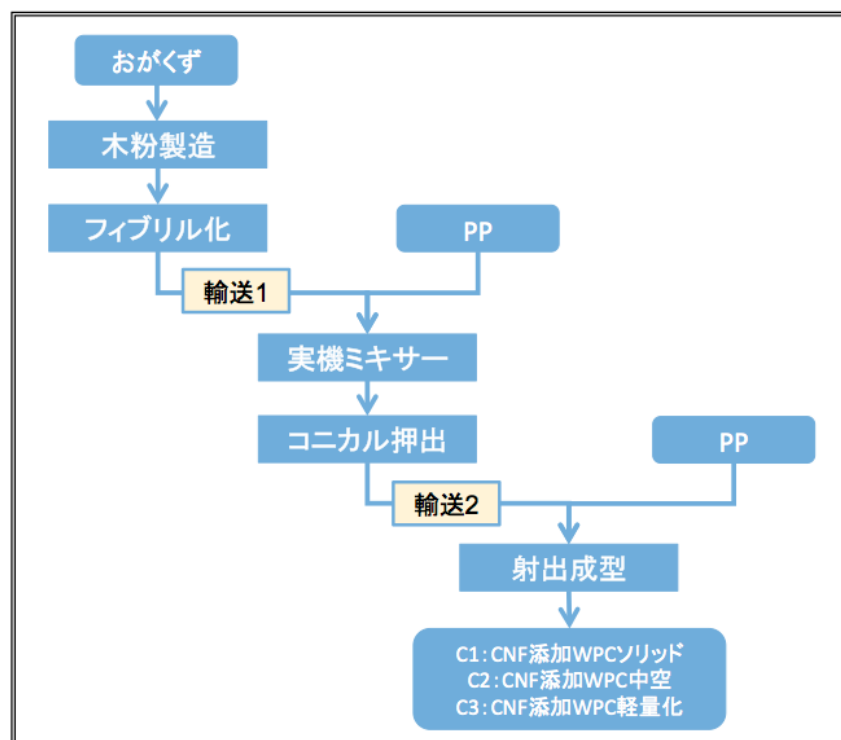 おがくず
木粉製造
フィブリル化
PP
輸送1
実機ミキサー
コニカル押出
PP
輸送2
射出成型
C1:CNF添加WPCソリッド
C2:CNF添加WPC中空
C3:CNF添加WPC軽量化